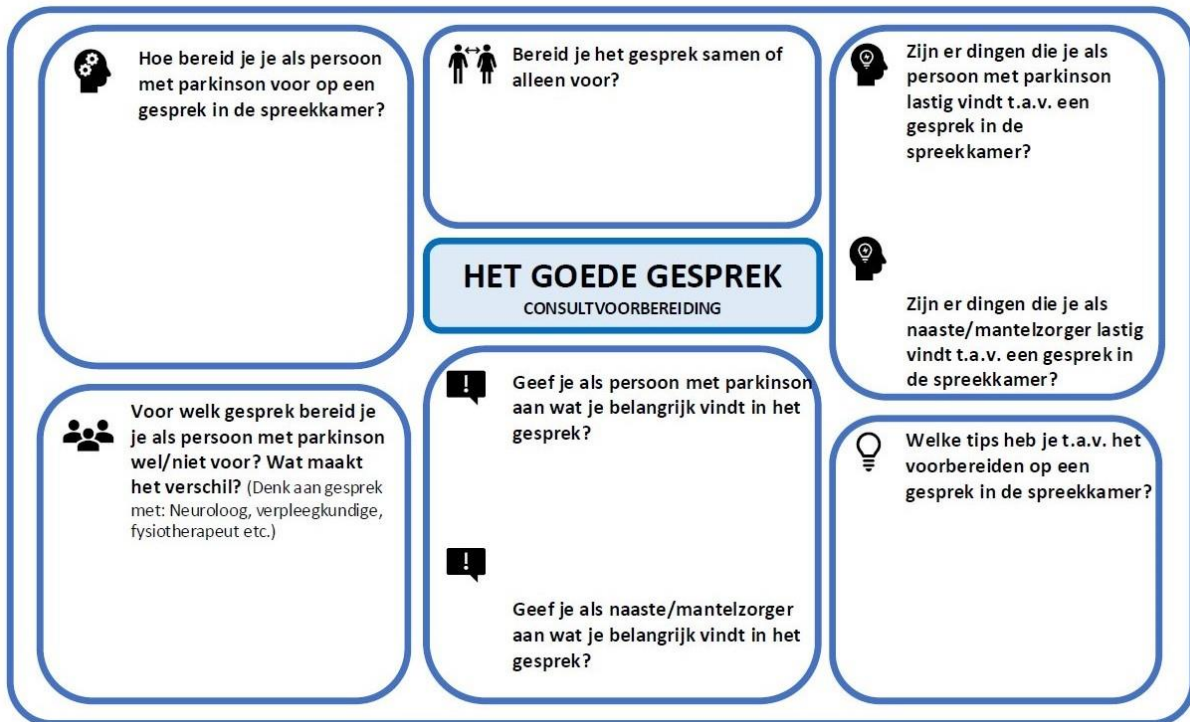 Hoe bereid je je als persoon
met parkinson voor op een
gesprek in de spreekkamer?
Bereid je het gesprek samen of
alleen voor?
Zijn er dingen die je als
persoon met parkinson
lastig vindt t.a.v. een
gesprek in de
spreekkamer?
Zijn er dingen die je als
naaste/mantelzorger lastig
vindt t.a.v. een gesprek in
de spreekkamer?
HET GOEDE GESPREK
CONSULTVOORBEREIDING
Voor welk gesprek bereid je
je als persoon met parkinson
wel/niet voor? Wat maakt
het verschil? (Denk aan gesprek
met: Neuroloog, verpleegkundige,
fysiotherapeut etc.)
Geef je als persoon met parkinson
aan wat je belangrijk vindt in het
gesprek?
Geef je als naaste/mantelzorger
aan wat je belangrijk vindt in het
gesprek?
Welke tips heb je t.a.v. het
voorbereiden op een
gesprek in de spreekkamer?